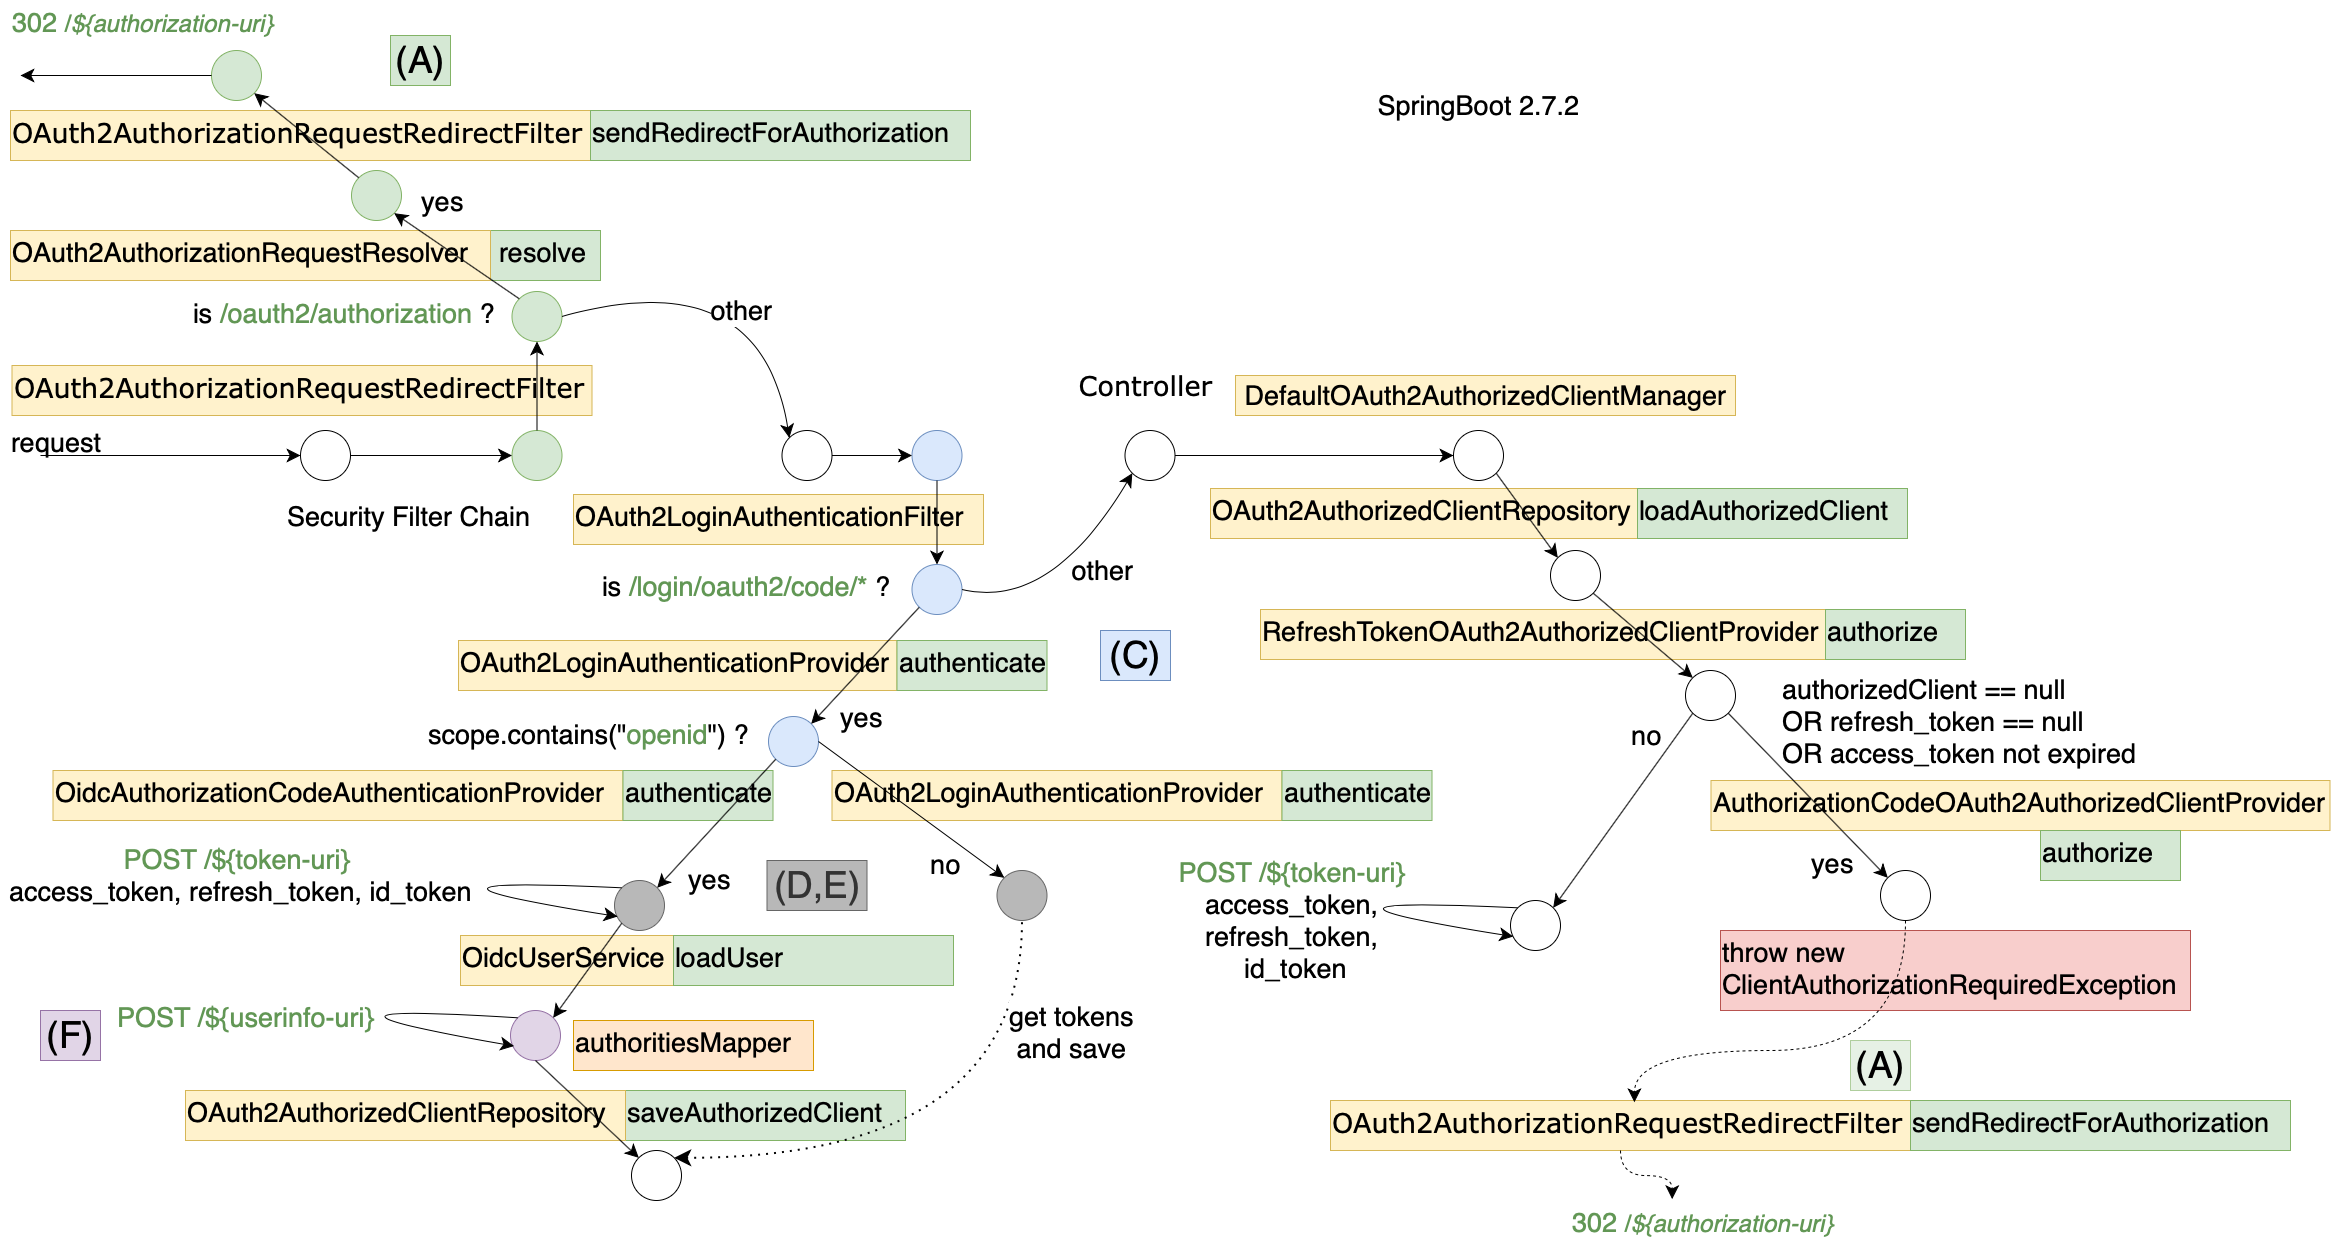 302 /${authorization-uri}
(A)
SpringBoot 2.7.2
OAuth2AuthorizationRequestRedirectFilter
sendRedirectForAuthorization
yes
OAuth2AuthorizationRequestResolver
resolve
is /oauth2/authorization ?
other
OAuth2AuthorizationRequestRedirectFilter
Controller
DefaultOAuth2AuthorizedClientManager
request
Security Filter Chain
OAuth2LoginAuthenticationFilter
OAuth2AuthorizedClientRepository
loadAuthorizedClient
is /login/oauth2/code/* ?
other
RefreshTokenOAuth2AuthorizedClientProvider
authorize
OAuth2LoginAuthenticationProvider
authenticate
(C)
yes
scope.contains("openid") ?
no
authorizedClient == null
OR refresh_token == null
OR access_token not expired
OidcAuthorizationCodeAuthenticationProvider
authenticate
OAuth2LoginAuthenticationProvider
authenticate
AuthorizationCodeOAuth2AuthorizedClientProvider
authorize
POST /${token-uri}
access_token, refresh_token, id_token
yes
(D,E)
no
POST /${token-uri}
access_token,
refresh_token,
id_token
yes
OidcUserService
loadUser
throw new
ClientAuthorizationRequiredException
(F)
POST /${userinfo-uri}
authoritiesMapper
get tokens
and save
(A)
OAuth2AuthorizedClientRepository
saveAuthorizedClient
OAuth2AuthorizationRequestRedirectFilter
sendRedirectForAuthorization
302 /${authorization-uri}